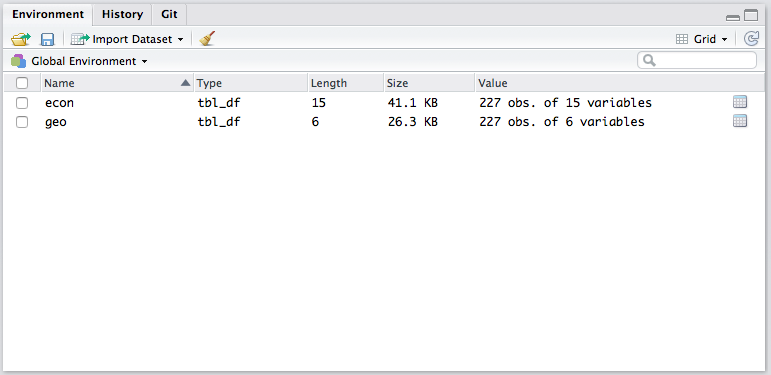 Environment History Git
Import Dataset Grid
Global Environment
Name Type Length Size Value
econ tbl_df 15 41.1 KB 227 obs. of 15 variables
geo tbl_df 6 26.3 KB 227 obs. of 6 variables